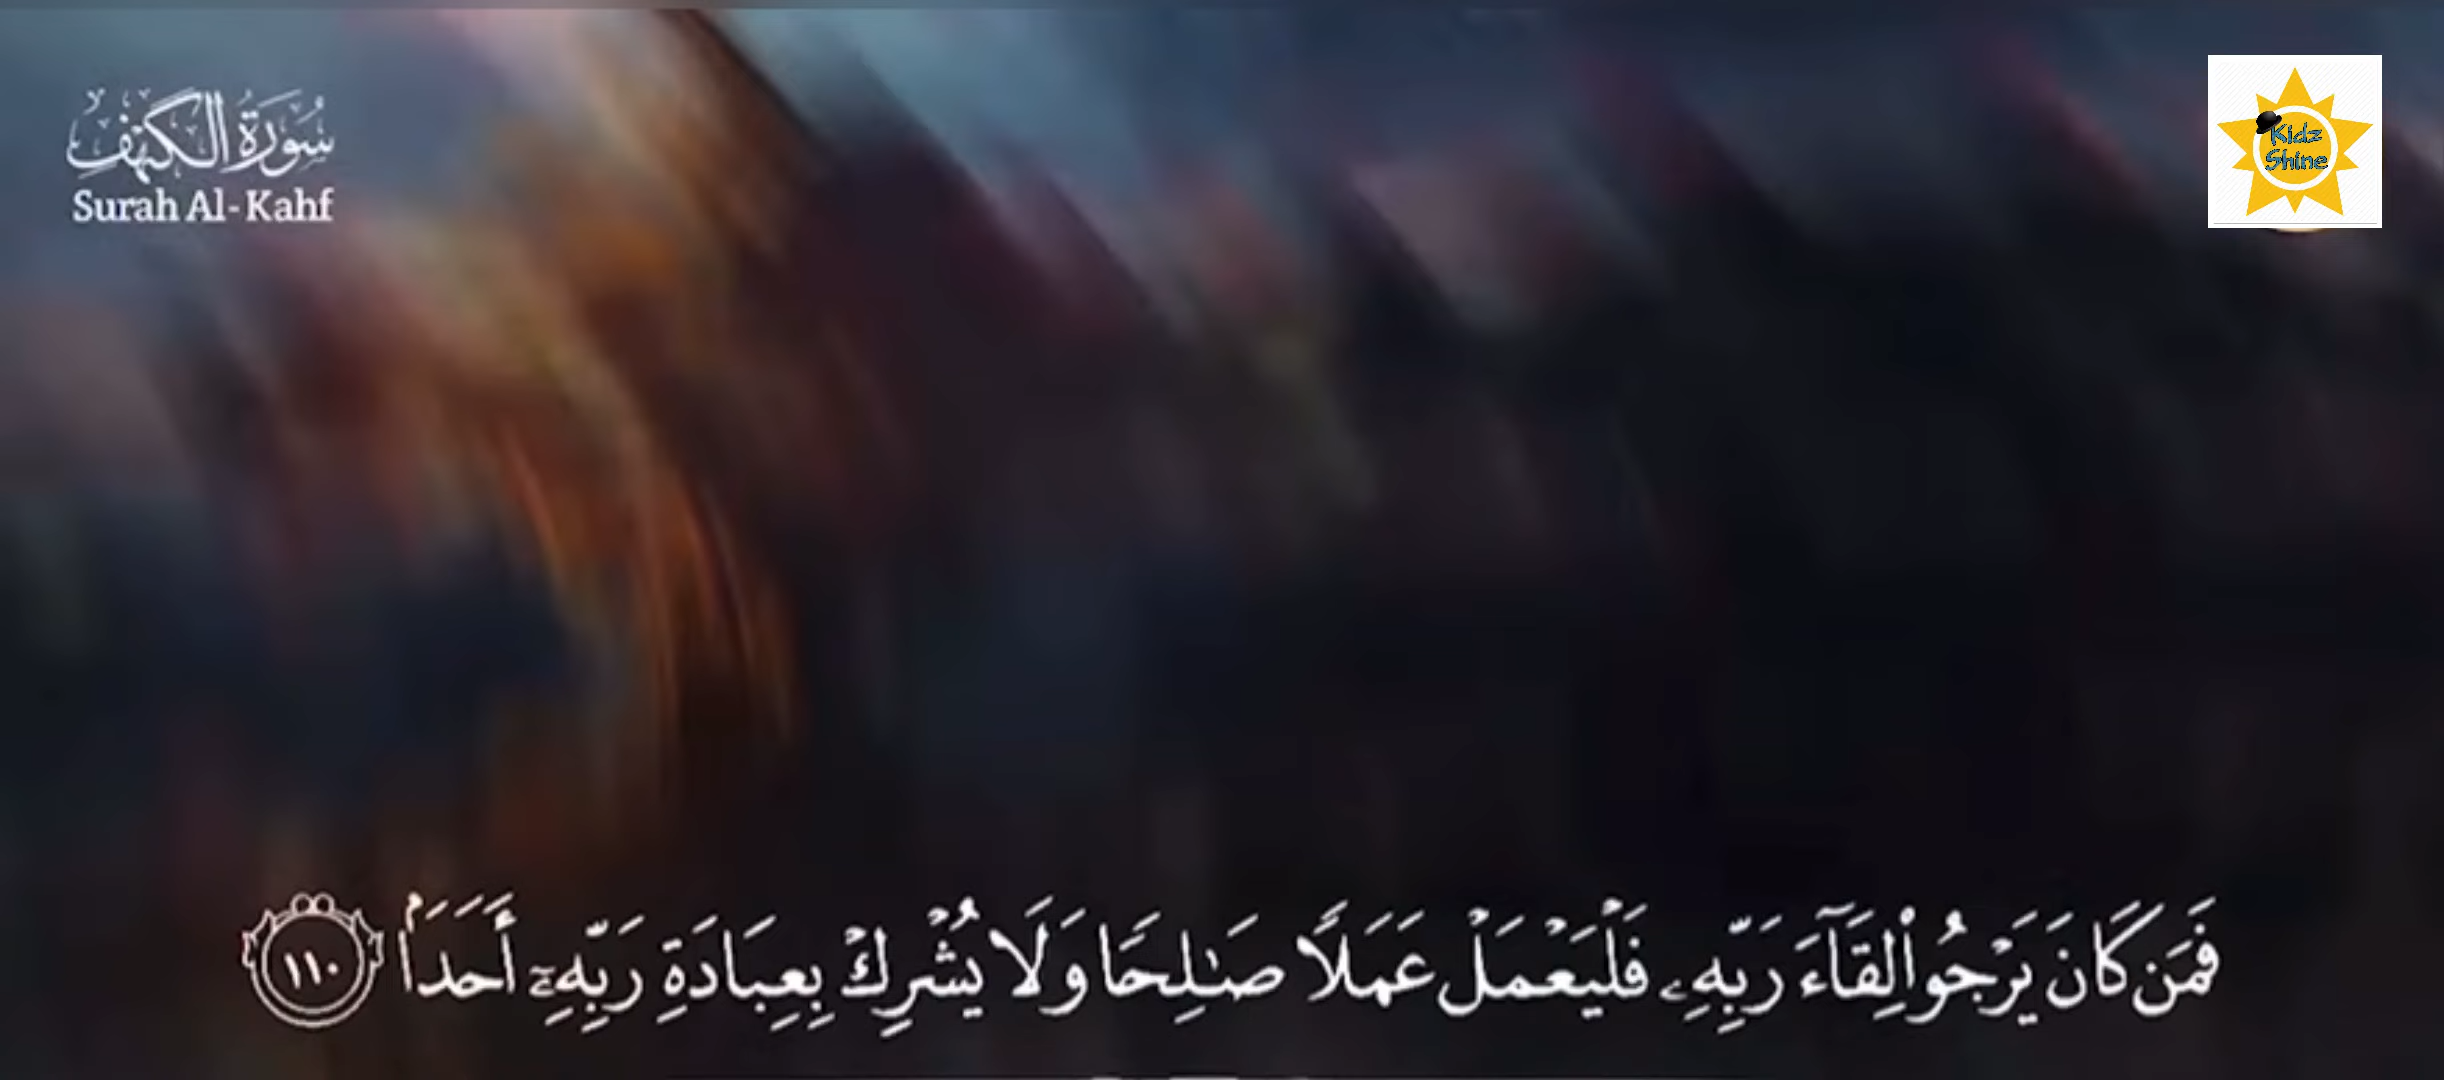 سُورَةُ الكَهْفِ
Surah Al-Kahf
Kidz
Shine
فَمَن كَانَ يَرْجُوا۟ لِقَآءَ رَبِّهِۦ فَلْيَعْمَلْ عَمَلًا صَـٰلِحًا وَلَا يُشْرِكْ بِعِبَادَةِ رَبِّهِۦٓ أَحَدَۢا ١١٠